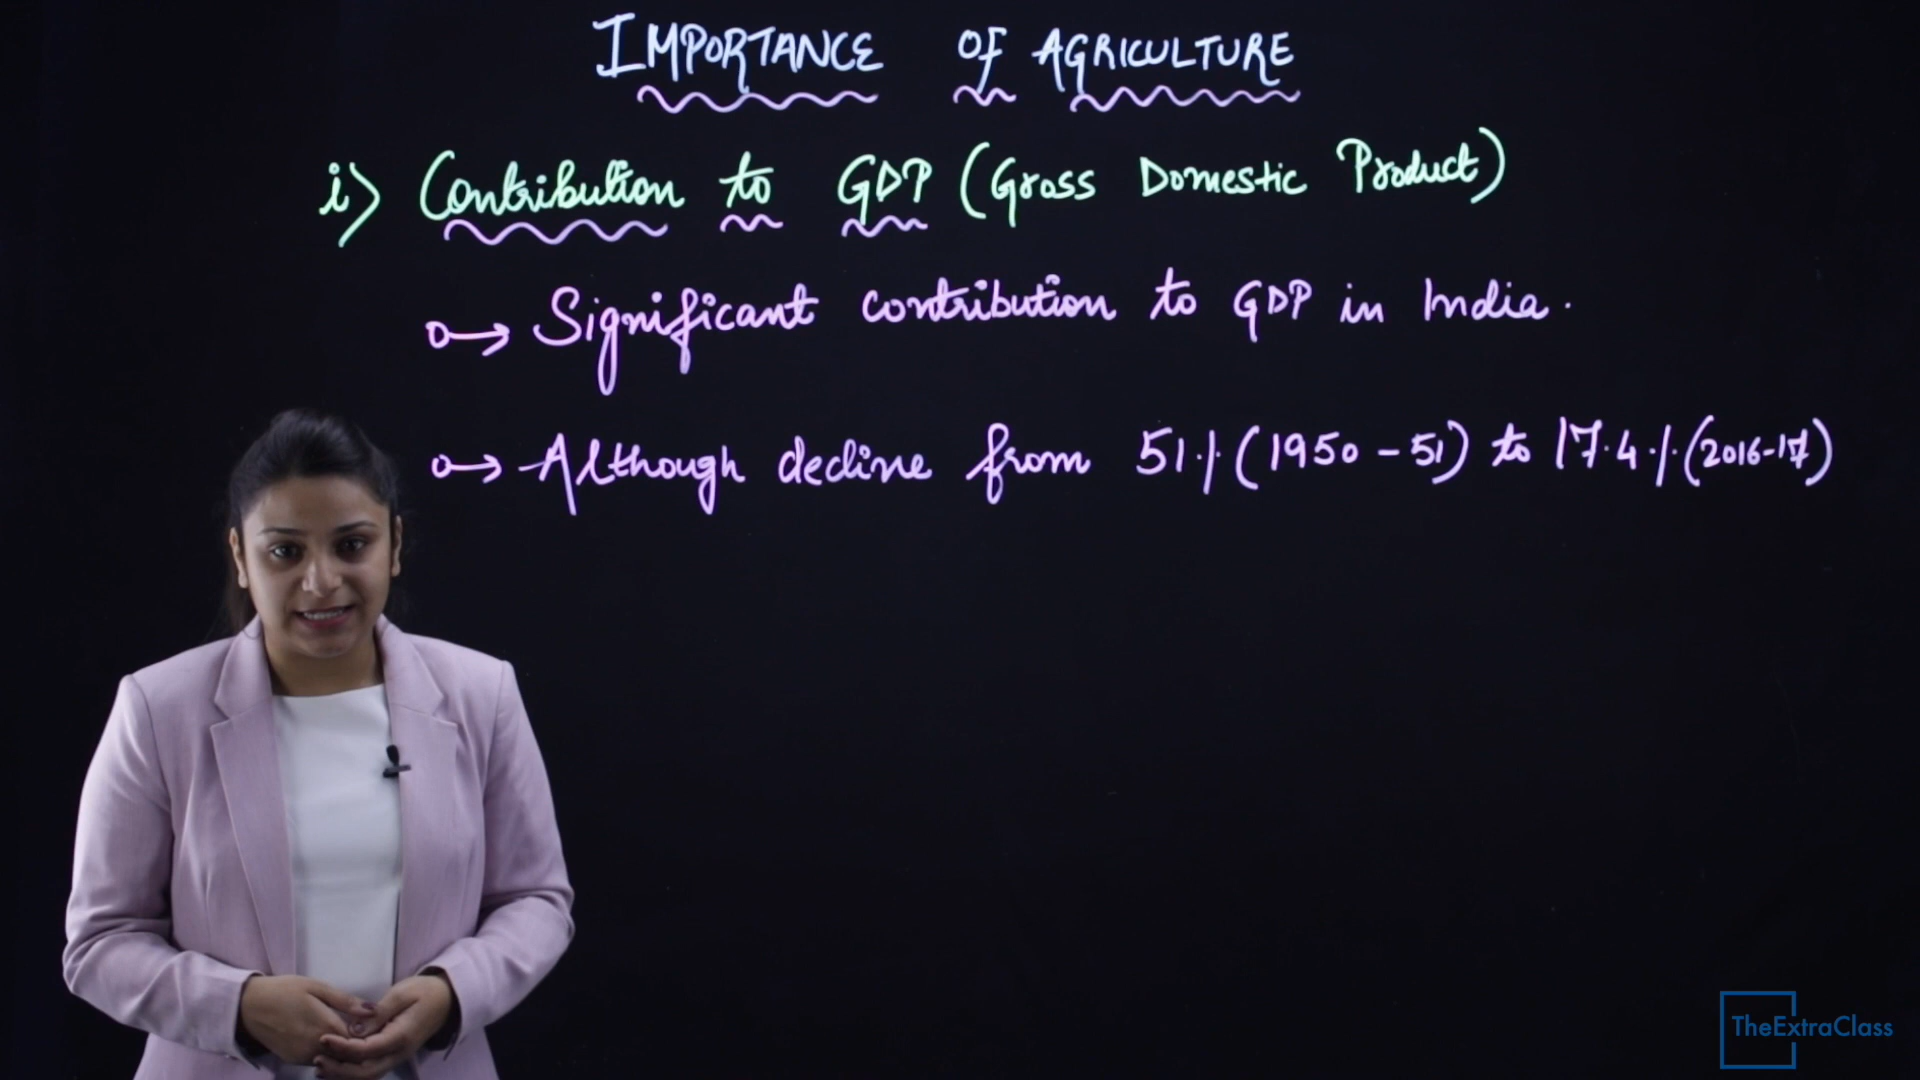 IMPORTANCE OF AGRICULTURE
i) Contribution to GDP (Gross Domestic Product)
Significant contribution to GDP in India.
Although decline from 51% (1950-51) to 17.4% (2016-17)
TheExtraClass